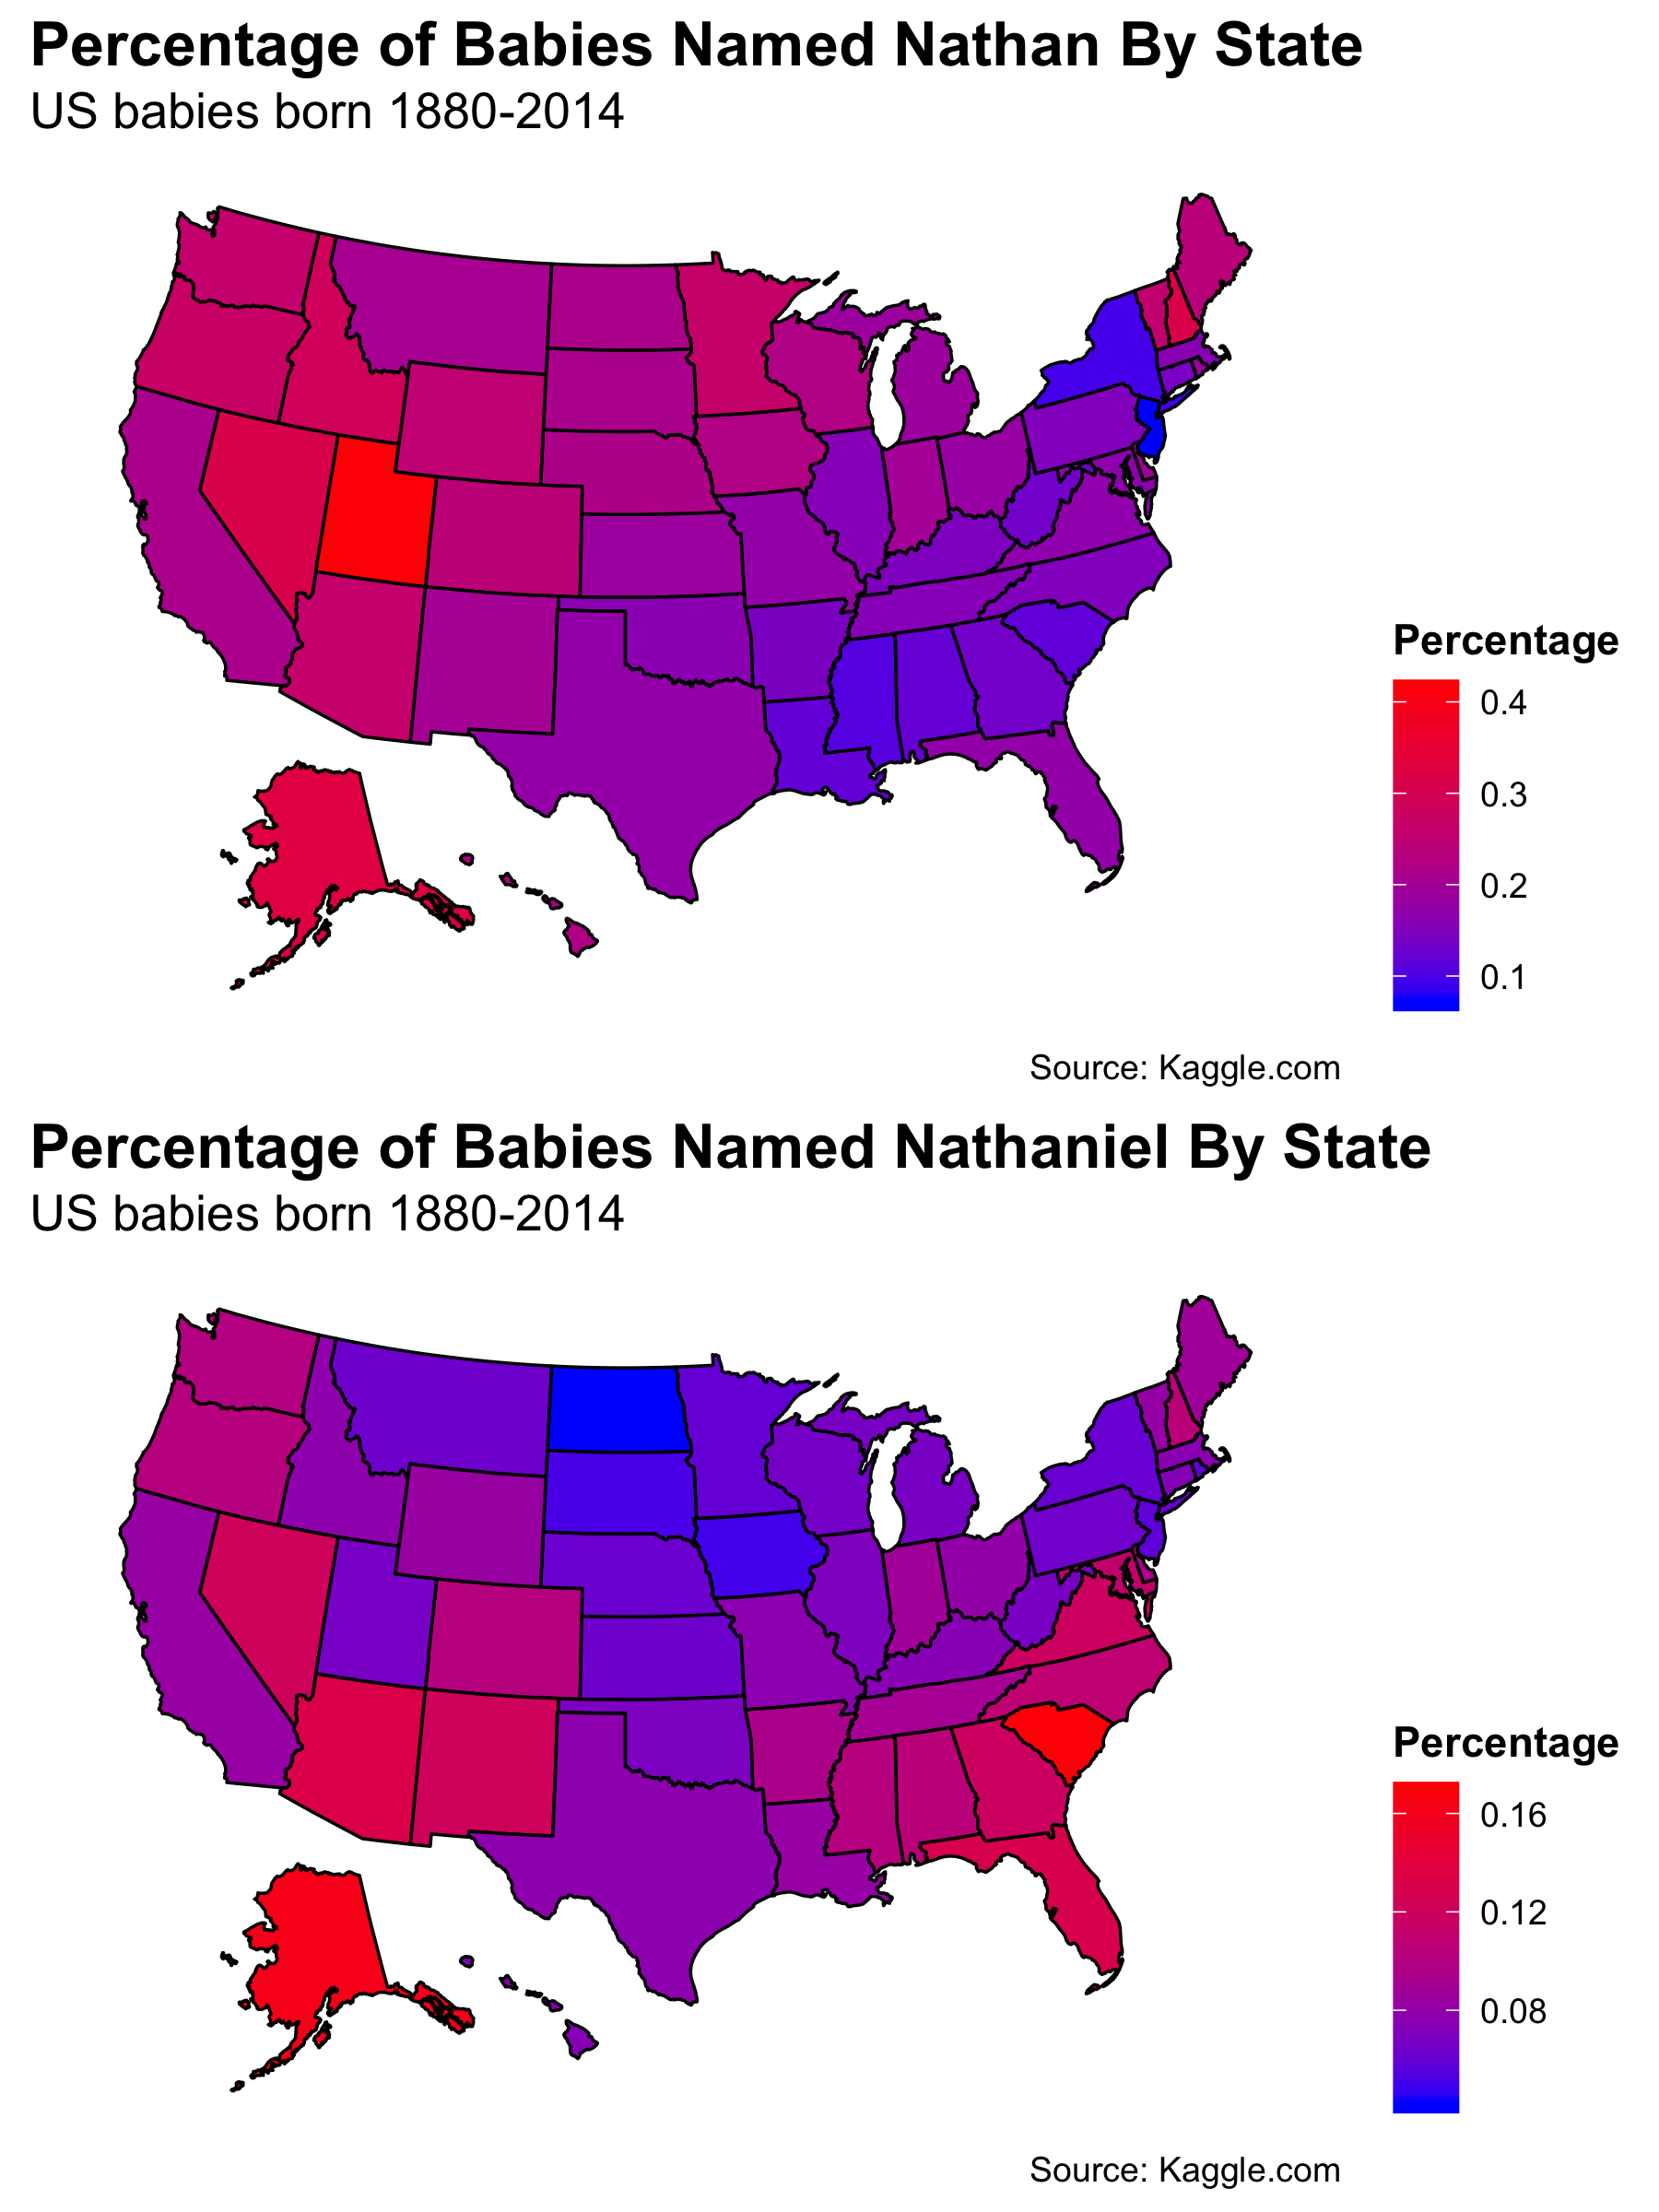 Percentage of Babies Named Nathan By State
US babies born 1880-2014
Percentage
0.4
0.3
0.2
0.1
Source: Kaggle.com
Percentage of Babies Named Nathaniel By State
US babies born 1880-2014
Percentage
0.16
0.12
0.08
Source: Kaggle.com